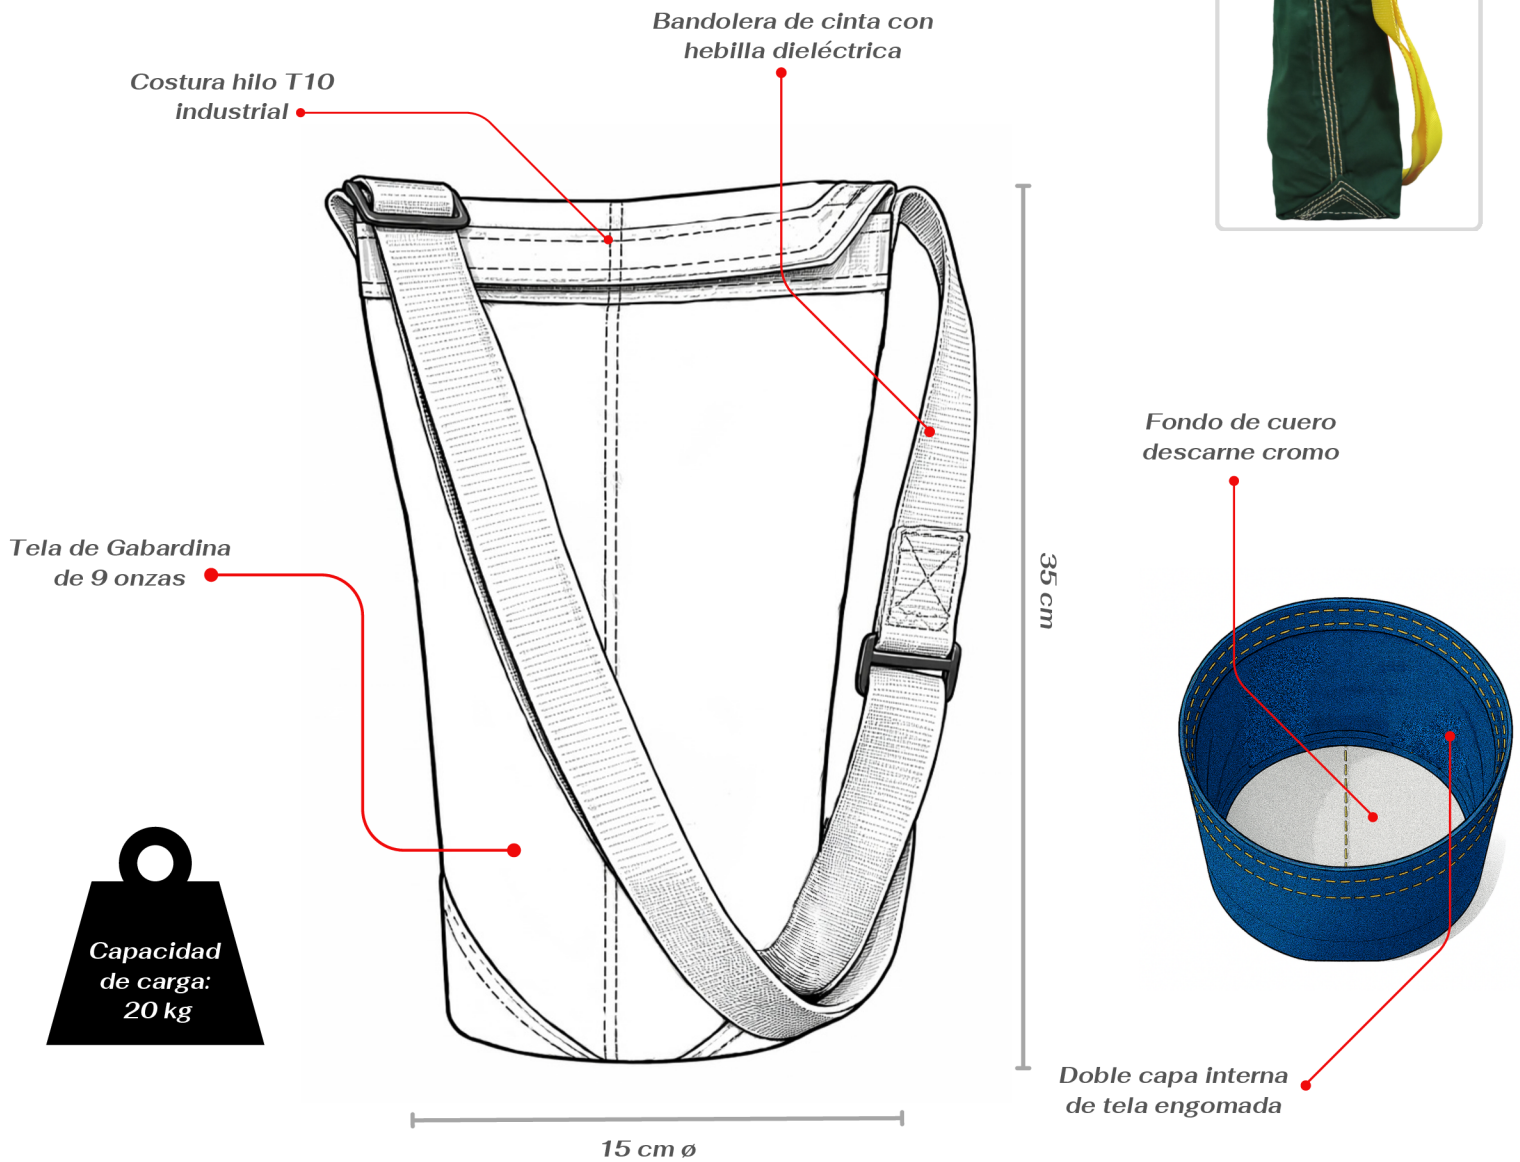 Bandolera de cinta con
hebilla dieléctrica
Costura hilo T10
industrial
Fondo de cuero
descarne cromo
Tela de Gabardina
de 9 onzas
35 cm
Capacidad
de carga:
20 kg
Doble capa interna
de tela engomada
15 cm ø